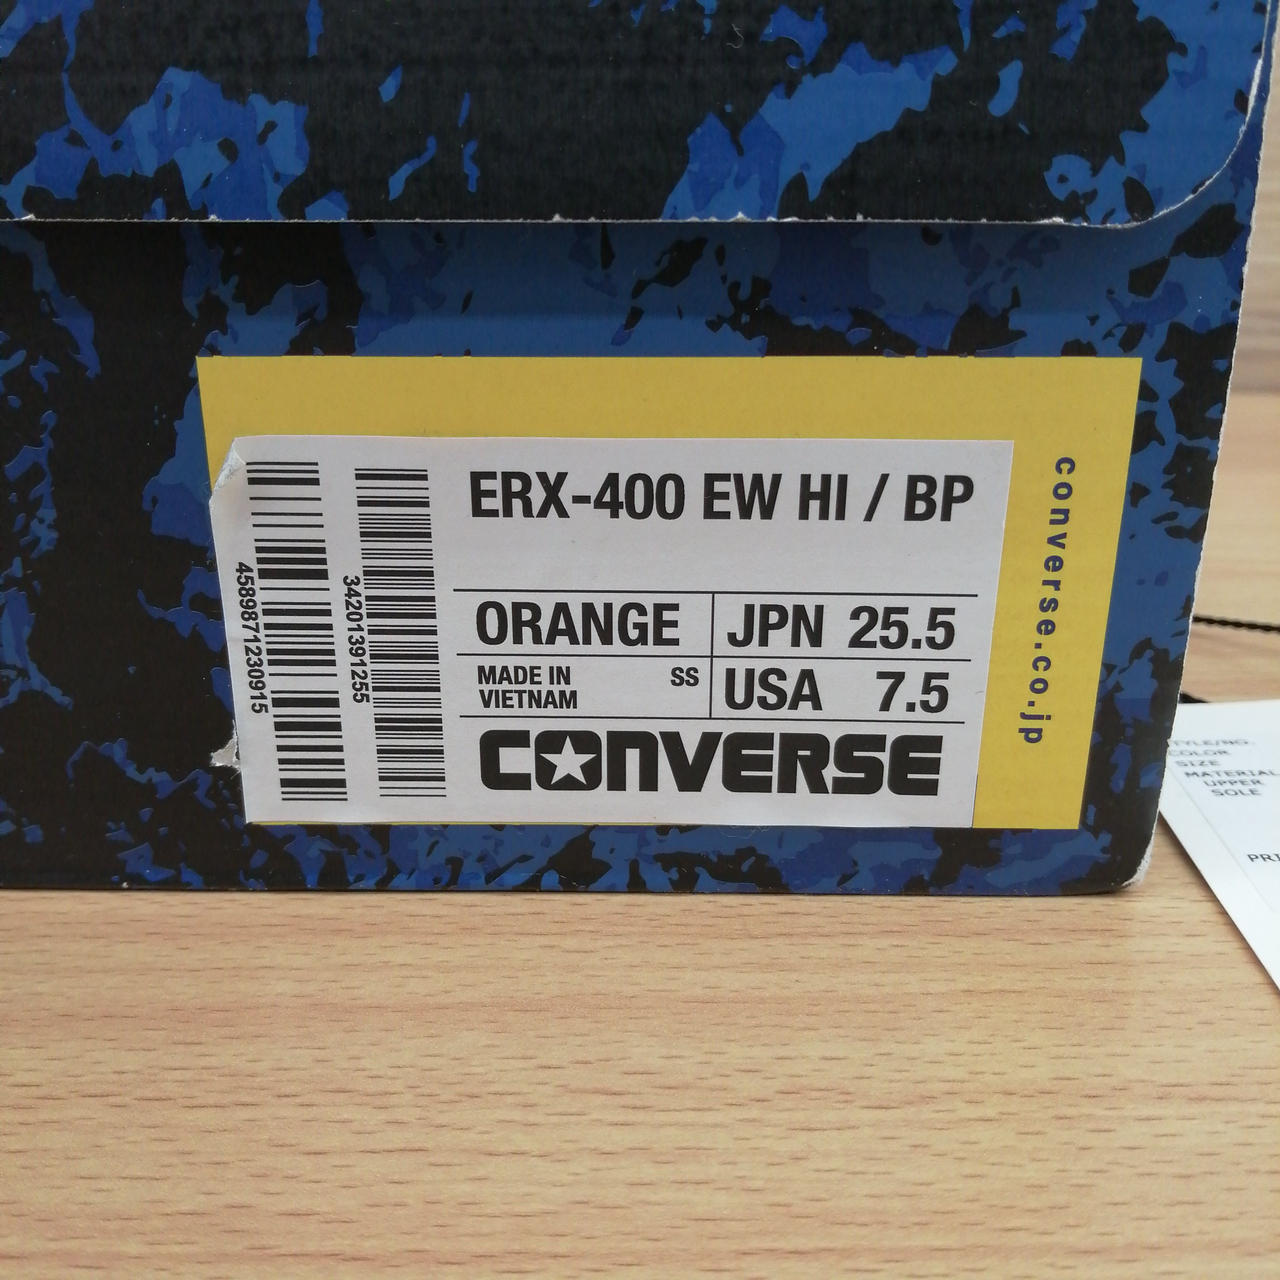 ERX-400 EW HI / BP
ORANGE
JPN 25.5
MADE IN
VIETNAM
SS
USA 7.5
CONVERSE
4589871230915
34201391255
converse.co.jp
STYLE/NO.
COLOR
SIZE
MATERIAL
UPPER
SOLE